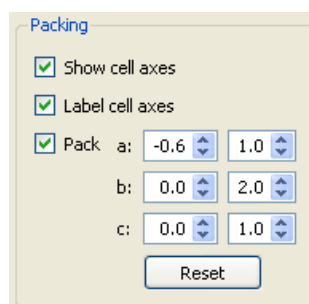 Packing
Show cell axes
Label cell axes
Pack a: -0.6 1.0
b: 0.0 2.0
c: 0.0 1.0
Reset